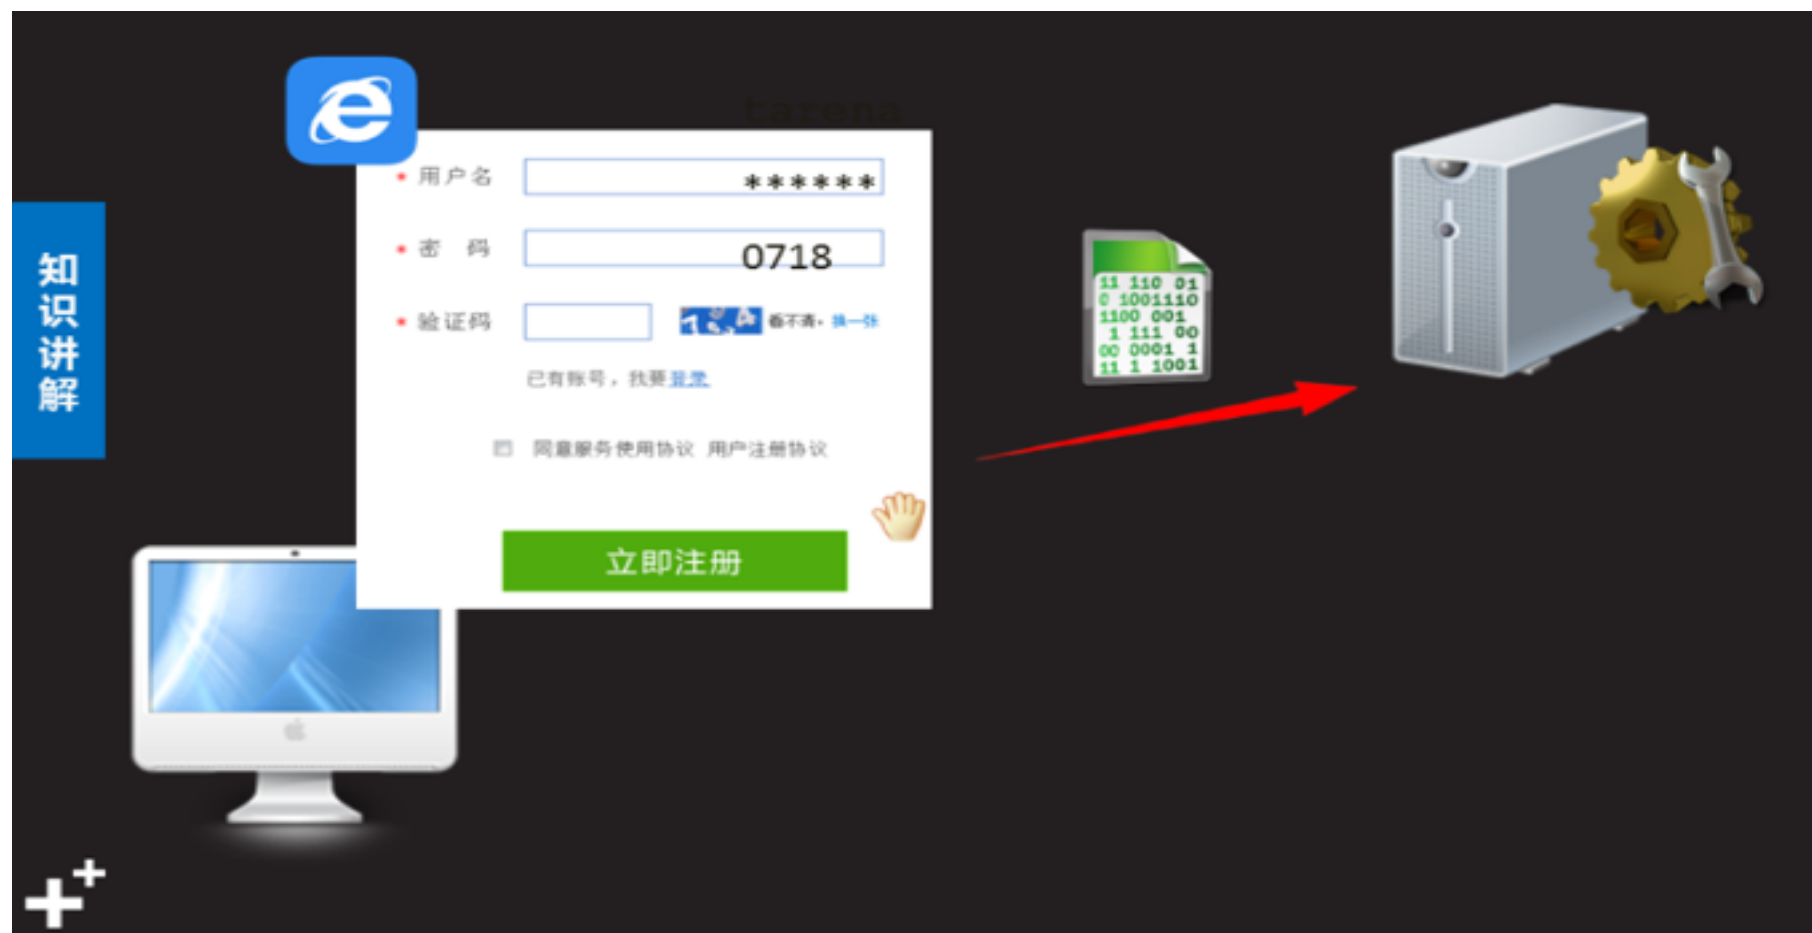 tarena
* 用户名 ******
* 密 码 0718
* 验证码 看不清,换一张
已有账号,我要登录
同意服务使用协议 用户注册协议
立即注册
知识讲解
11 110 01
0 1001110
1100 001
1 111 00
00 0001 1
11 1 1001